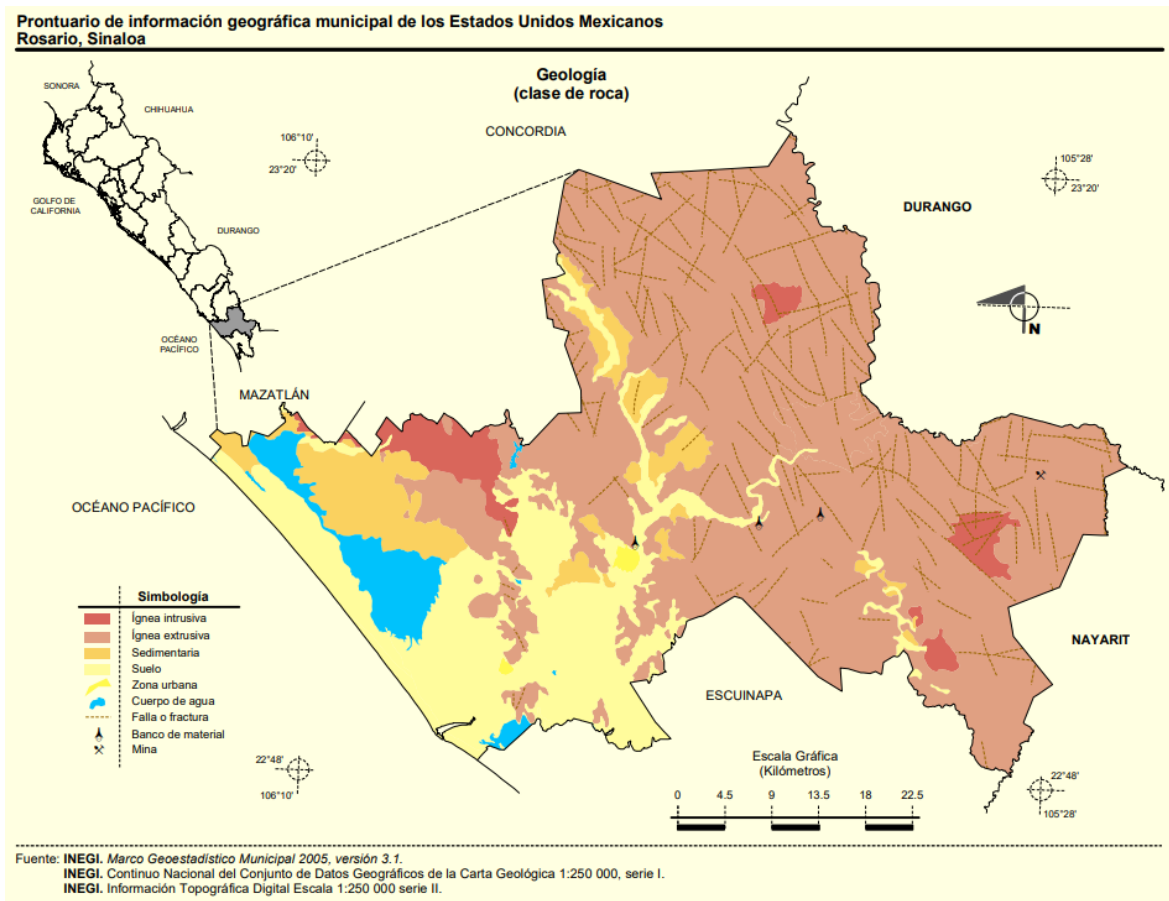 Prontuario de información geográfica municipal de los Estados Unidos Mexicanos
Rosario, Sinaloa
Geología
(clase de roca)
SONORA
CHIHUAHUA
GOLFO DE
CALIFORNIA
DURANGO
OCÉANO
PACÍFICO
106°10'
23°20'
CONCORDIA
105°28'
23°20'
DURANGO
N
MAZATLÁN
OCÉANO PACÍFICO
NAYARIT
ESCUINAPA
Simbología
Ígnea intrusiva
Ígnea extrusiva
Sedimentaria
Suelo
Zona urbana
Cuerpo de agua
Falla o fractura
Banco de material
Mina
22°48'
106°10'
Escala Gráfica
(Kilómetros)
0 4.5 9 13.5 18 22.5
22°48'
105°28'
Fuente: INEGI. Marco Geoestadístico Municipal 2005, versión 3.1.
INEGI. Continuo Nacional del Conjunto de Datos Geográficos de la Carta Geológica 1:250 000, serie I.
INEGI. Información Topográfica Digital Escala 1:250 000 serie II.